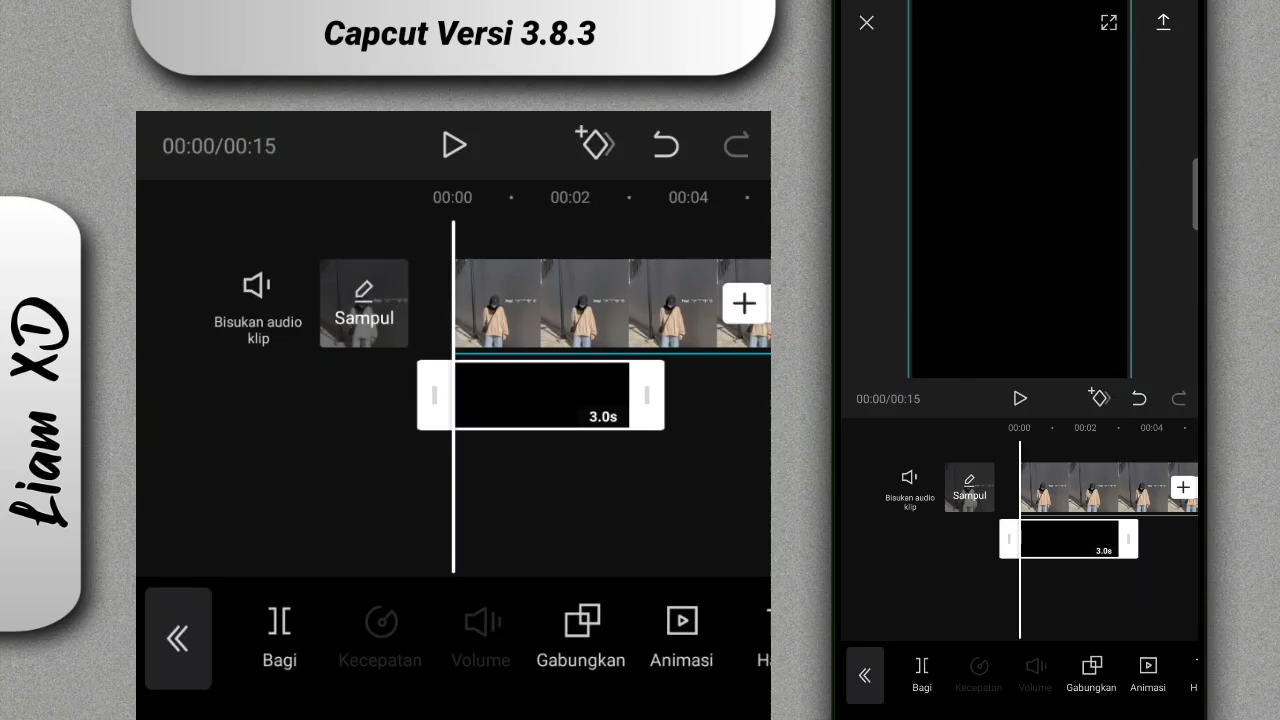 Capcut Versi 3.8.3
Liam XD
00:00/00:15
00:00
00:02
00:04
Bisukan audio
klip
Sampul
3.0s
Bagi
Kecepatan
Volume
Gabungkan
Animasi
H
00:00/00:15
00:00
00:02
00:04
Bisukan audio
klip
Sampul
3.0s
Bagi
Kecepatan
Volume
Gabungkan
Animasi
H